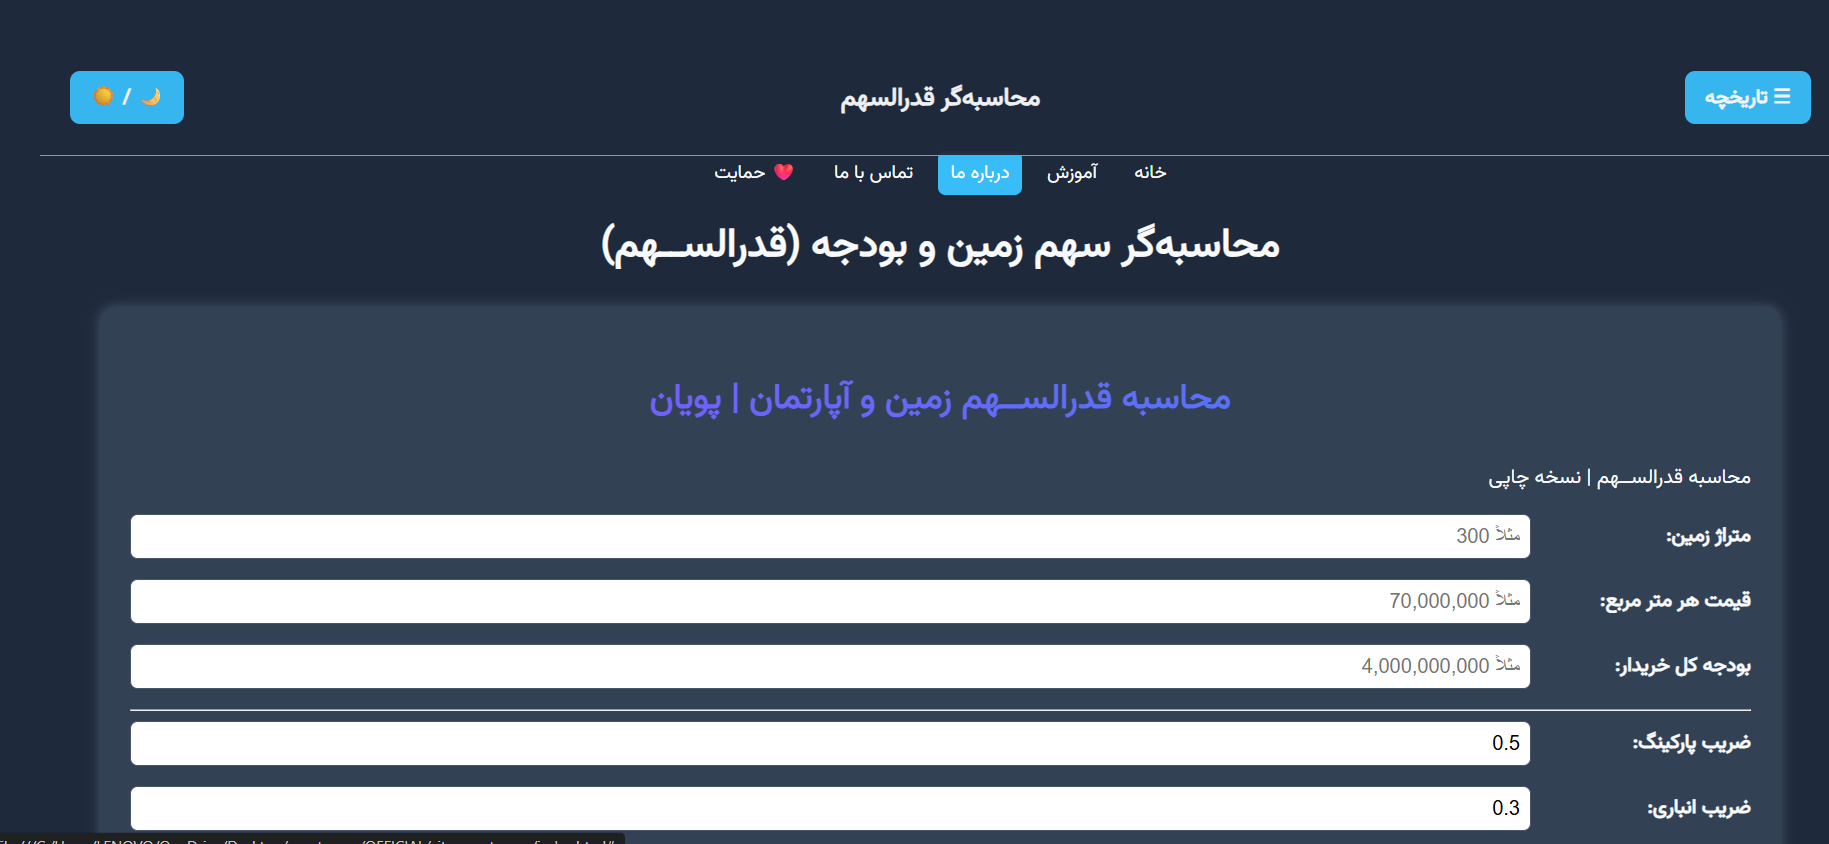 ☰ تاریخچه
محاسبه‌گر قدرالسهم
🌙 / ☀️
خانه
آموزش
درباره ما
تماس با ما
💗 حمایت
محاسبه‌گر سهم زمین و بودجه (قدرالســهم)
محاسبه قدرالســهم زمین و آپارتمان | پویان
محاسبه قدرالســهم | نسخه چاپی
متراژ زمین:
مثلاً 300
قیمت هر متر مربع:
مثلاً 70,000,000
بودجه کل خریدار:
مثلاً 4,000,000,000
ضریب پارکینگ:
0.5
ضریب انباری:
0.3